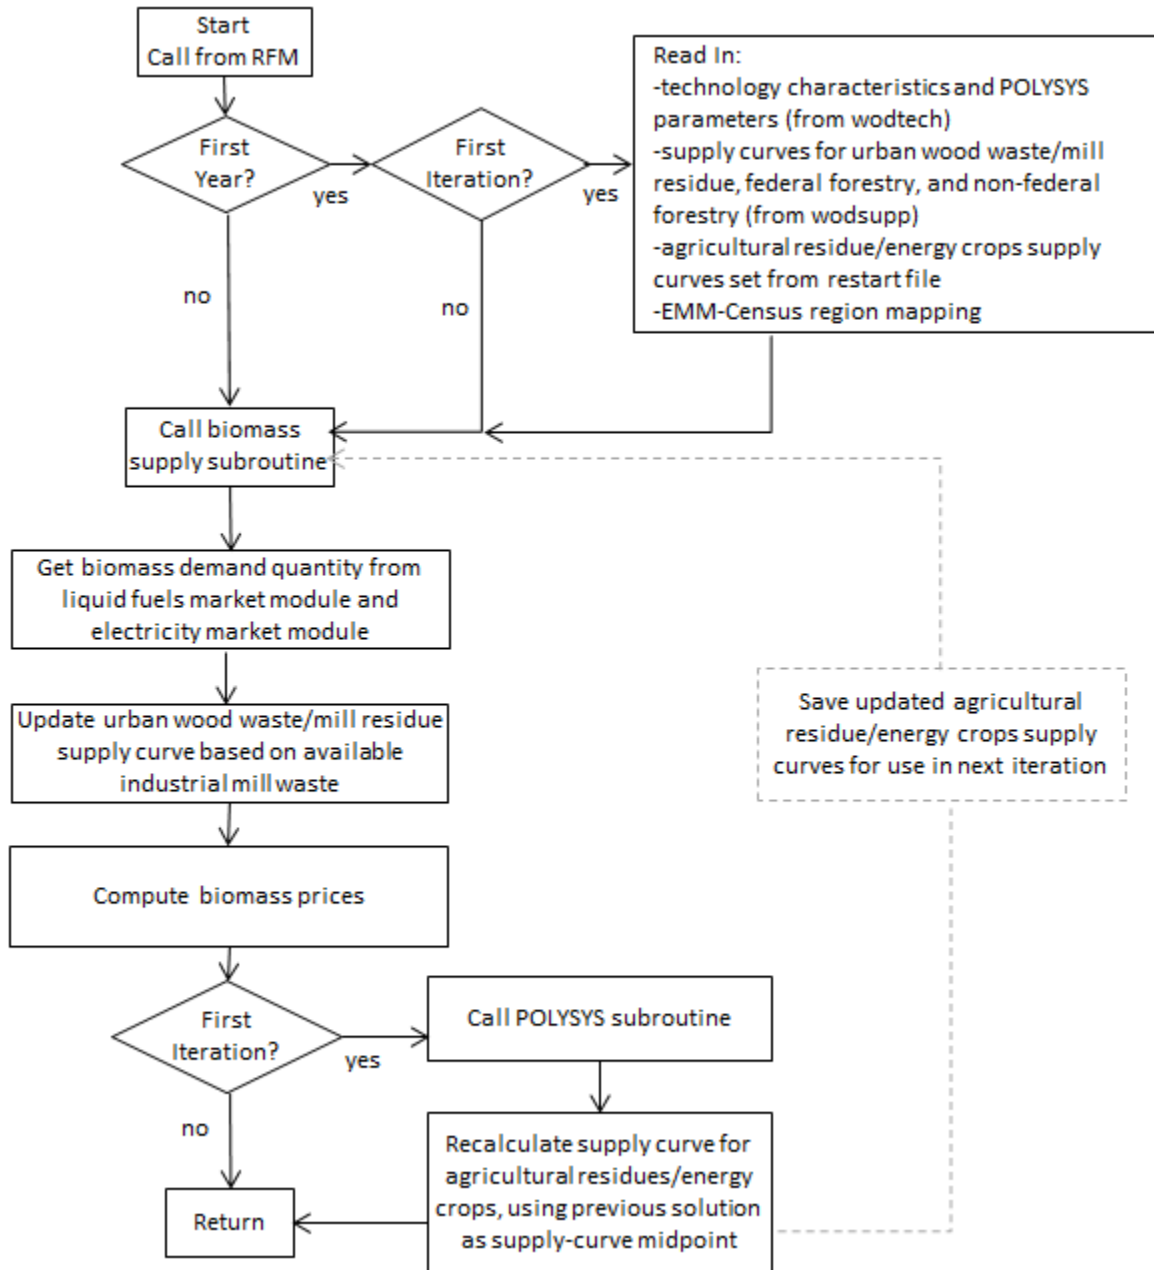 Start
Call from RFM
First
Year?
yes
First
Iteration?
yes
Read In:
-technology characteristics and POLYSYS
parameters (from wodtech)
-supply curves for urban wood waste/mill
residue, federal forestry, and non-federal
forestry (from wodsupp)
-agricultural residue/energy crops supply
curves set from restart file
-EMM-Census region mapping
no
no
Call biomass
supply subroutine
Get biomass demand quantity from
liquid fuels market module and
electricity market module
Update urban wood waste/mill residue
supply curve based on available
industrial mill waste
Save updated agricultural
residue/energy crops supply
curves for use in next iteration
Compute biomass prices
First
Iteration?
yes
Call POLYSYS subroutine
no
Recalculate supply curve for
agricultural residues/energy
crops, using previous solution
as supply-curve midpoint
Return